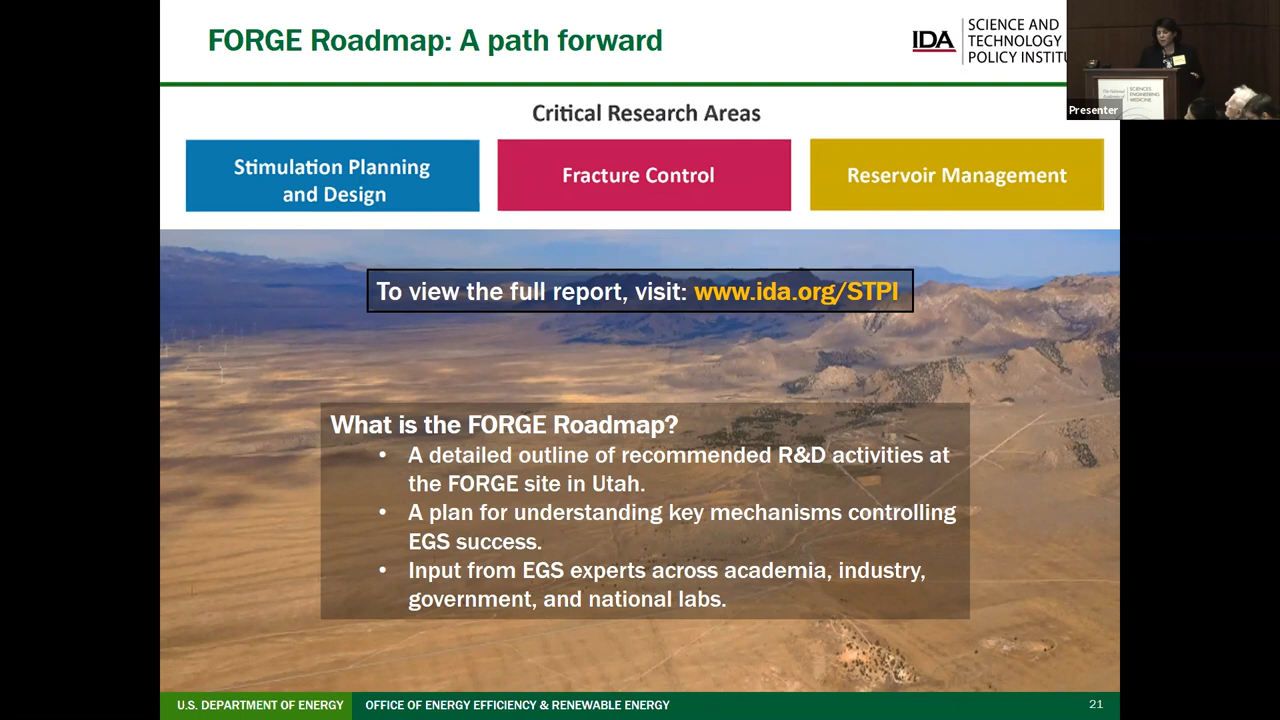 FORGE Roadmap: A path forward
IDA
SCIENCE AND
TECHNOLOGY
POLICY
Presenter
Critical Research Areas
Stimulation Planning
and Design
Fracture Control
Reservoir Management
To view the full report, visit: www.ida.org/STPI
What is the FORGE Roadmap?
• A detailed outline of recommended R&D activities at
the FORGE site in Utah.
• A plan for understanding key mechanisms controlling
EGS success.
• Input from EGS experts across academia, industry,
government, and national labs.
U.S. DEPARTMENT OF ENERGY
OFFICE OF ENERGY EFFICIENCY & RENEWABLE ENERGY
21